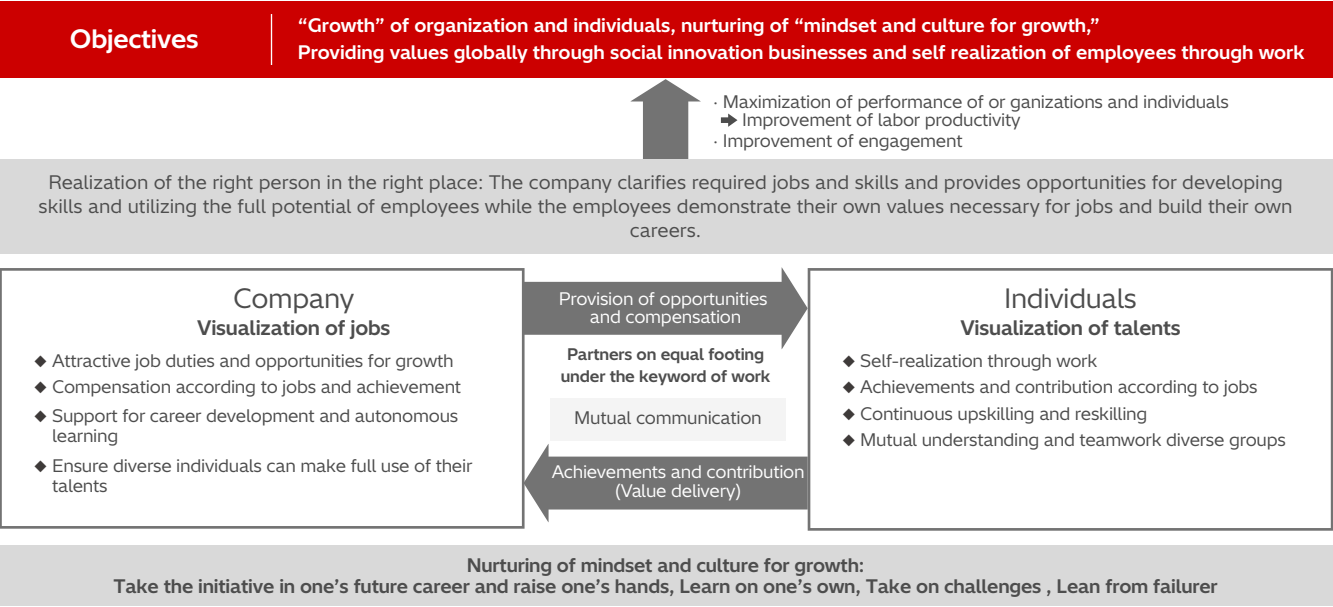 Objectives
“Growth” of organization and individuals, nurturing of “mindset and culture for growth,”
Providing values globally through social innovation businesses and self realization of employees through work
· Maximization of performance of or ganizations and individuals
➡ Improvement of labor productivity
· Improvement of engagement
Realization of the right person in the right place: The company clarifies required jobs and skills and provides opportunities for developing
skills and utilizing the full potential of employees while the employees demonstrate their own values necessary for jobs and build their own
careers.
Company
Visualization of jobs
◆ Attractive job duties and opportunities for growth
◆ Compensation according to jobs and achievement
◆ Support for career development and autonomous
learning
◆ Ensure diverse individuals can make full use of their
talents
Provision of opportunities
and compensation
Partners on equal footing
under the keyword of work
Mutual communication
Achievements and contribution
(Value delivery)
Individuals
Visualization of talents
◆ Self-realization through work
◆ Achievements and contribution according to jobs
◆ Continuous upskilling and reskilling
◆ Mutual understanding and teamwork diverse groups
Nurturing of mindset and culture for growth:
Take the initiative in one’s future career and raise one’s hands, Learn on one’s own, Take on challenges , Lean from failurer